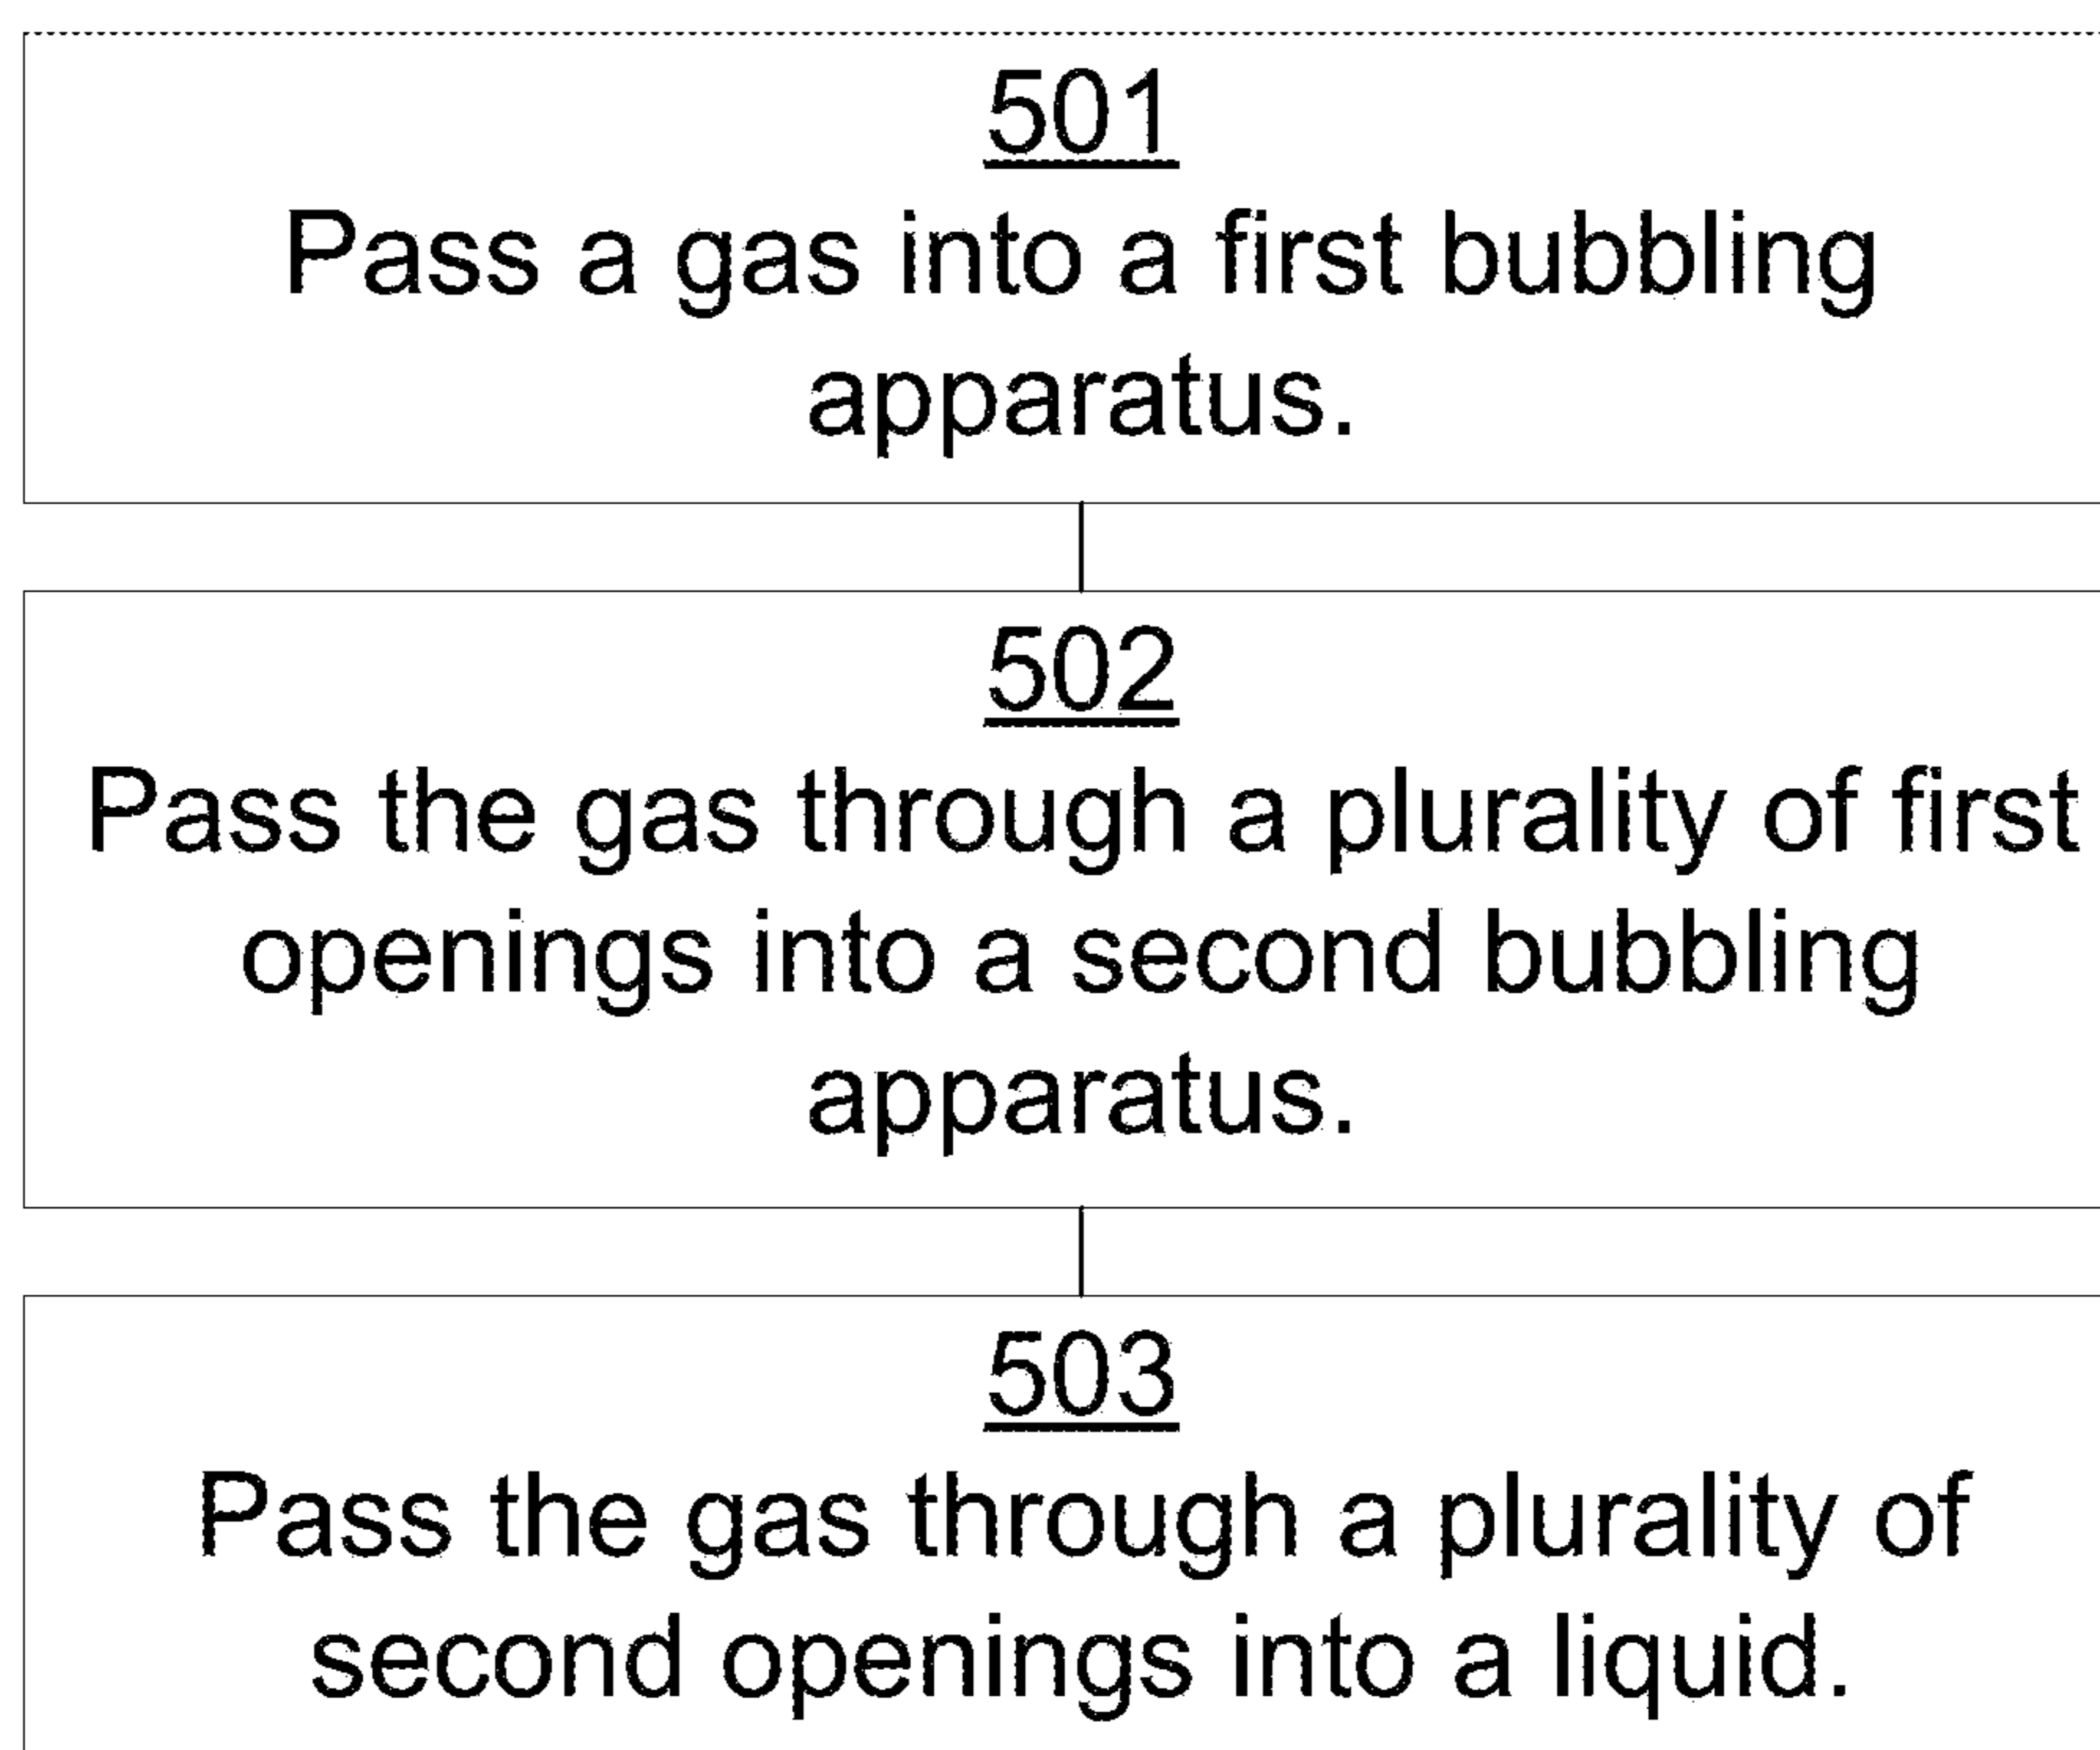 501
Pass a gas into a first bubbling
apparatus.
502
Pass the gas through a plurality of first
openings into a second bubbling
apparatus.
503
Pass the gas through a plurality of
second openings into a liquid.